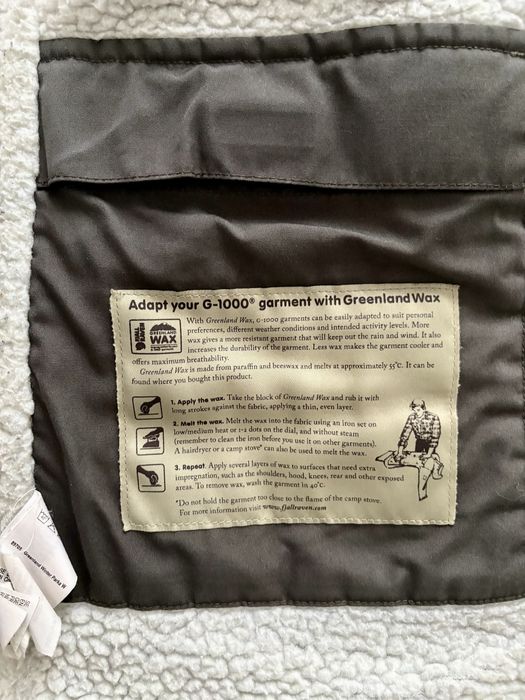 Adapt your G-1000® garment with Greenland Wax
FJÄLL
RÄVEN
GREENLAND
WAX
With Greenland Wax, G-1000 garments can be easily adapted to suit personal
preferences, different weather conditions and intended activity levels. More
wax gives a more resistant garment that will keep out the rain and wind. It also
increases the durability of the garment. Less wax makes the garment cooler and
offers maximum breathability.
Greenland Wax is made from paraffin and beeswax and melts at approximately 55°C. It can be
found where you bought this product.
1. Apply the wax. Take the block of Greenland Wax and rub it with
long strokes against the fabric, applying a thin, even layer.
2. Melt the wax. Melt the wax into the fabric using an iron set on
low/medium heat or 1-2 dots on the dial, and without steam
(remember to clean the iron before you use it on other garments).
A hairdryer or a camp stove* can also be used to melt the wax.
3. Repeat. Apply several layers of wax to surfaces that need extra
impregnation, such as the shoulders, hood, knees, rear and other exposed
areas. To remove wax, wash the garment in 40°C.
*Do not hold the garment too close to the flame of the camp stove.
For more information visit www.fjallraven.com
Greenland Winter Parka W